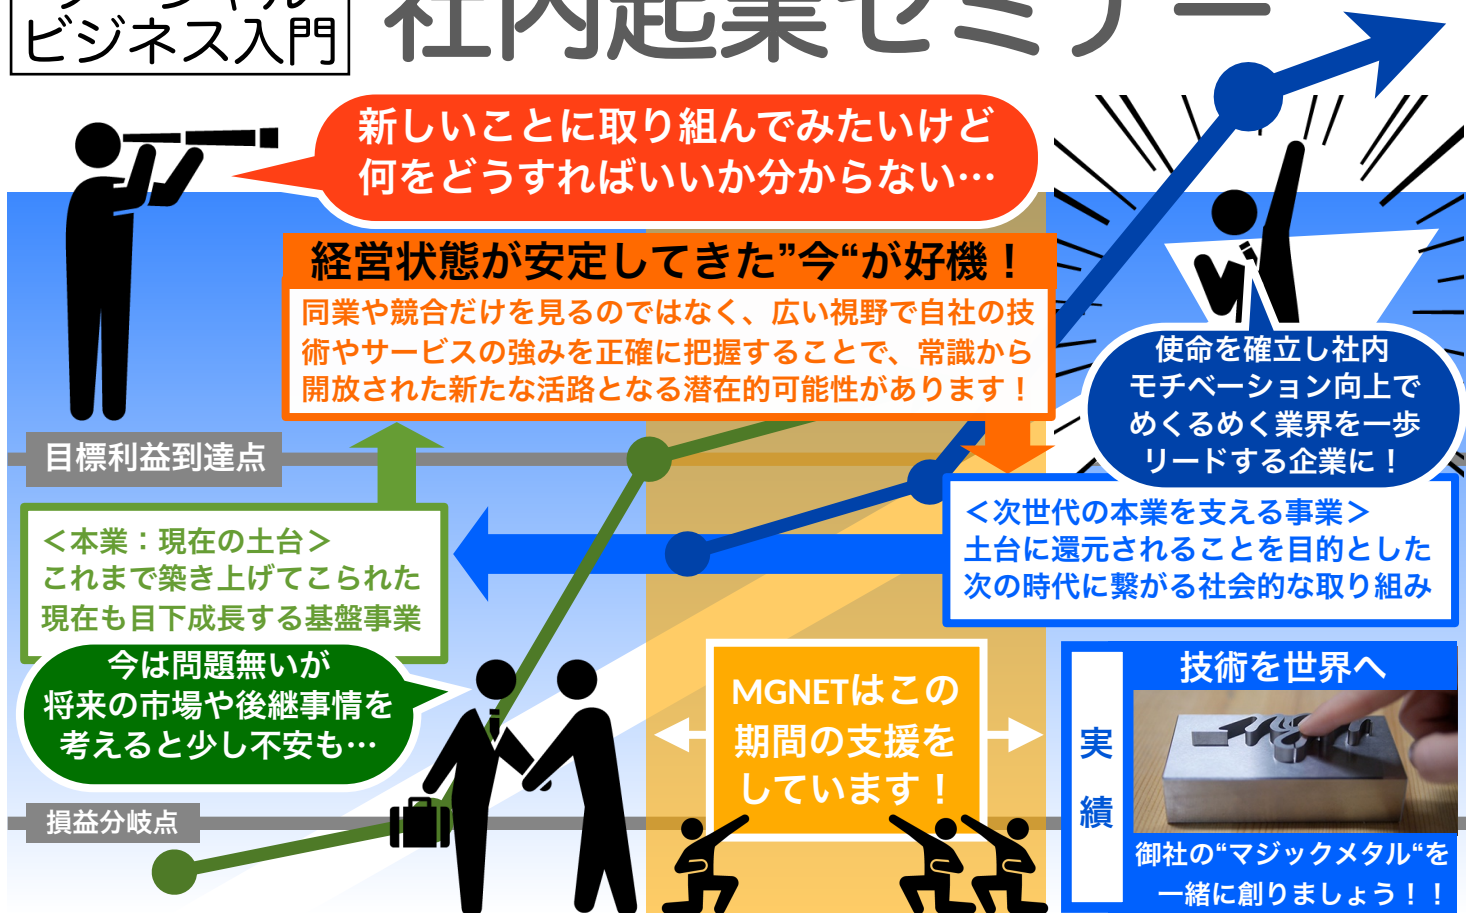 ソーシャル
ビジネス入門
社内起業セミナー
新しいことに取り組んでみたいけど
何をどうすればいいか分からない…
経営状態が安定してきた”今“が好機！
同業や競合だけを見るのではなく、広い視野で自社の技
術やサービスの強みを正確に把握することで、常識から
開放された新たな活路となる潜在的可能性があります！
使命を確立し社内
モチベーション向上で
めくるめく業界を一歩
リードする企業に！
目標利益到達点
＜本業：現在の土台＞
これまで築き上げてこられた
現在も目下成長する基盤事業
＜次世代の本業を支える事業＞
土台に還元されることを目的とした
次の時代に繋がる社会的な取り組み
今は問題無いが
将来の市場や後継事情を
考えると少し不安も…
MGNETはこの
期間の支援を
しています！
損益分岐点
実績
技術を世界へ
御社の“マジックメタル“を
一緒に創りましょう！！